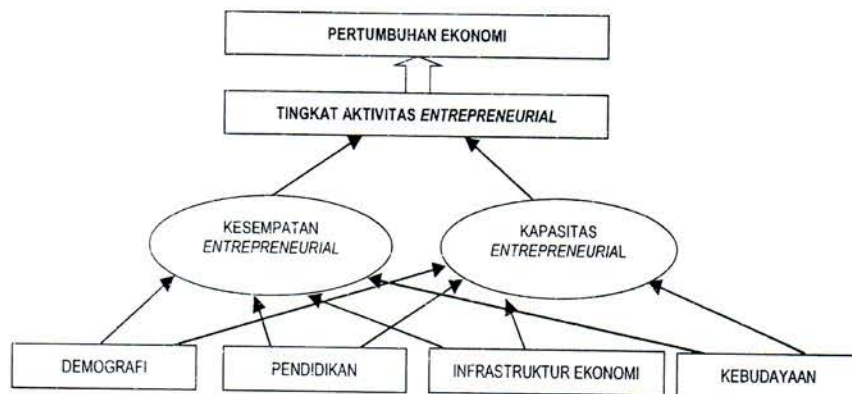 PERTUMBUHAN EKONOMI
TINGKAT AKTIVITAS ENTREPRENEURIAL
KESEMPATAN
ENTREPRENEURIAL
KAPASITAS
ENTREPRENEURIAL
DEMOGRAFI
PENDIDIKAN
INFRASTRUKTUR EKONOMI
KEBUDAYAAN